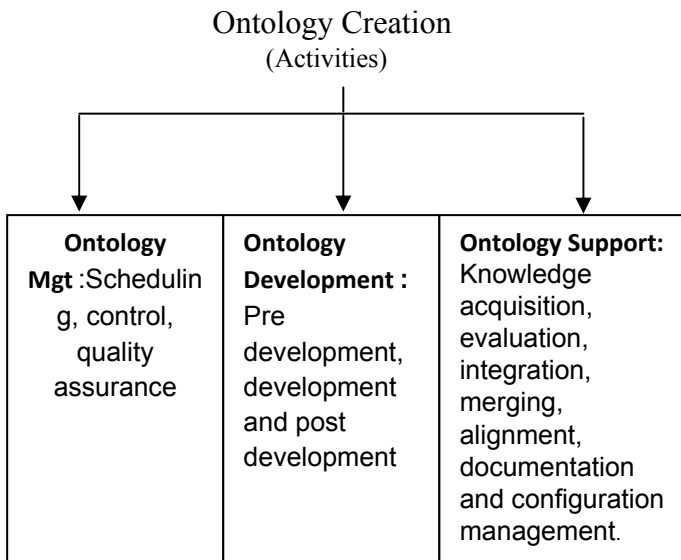 Ontology Creation
(Activities)
Ontology
Mgt :Schedulin
g, control,
quality
assurance
Ontology
Development :
Pre
development,
development
and post
development
Ontology Support:
Knowledge
acquisition,
evaluation,
integration,
merging,
alignment,
documentation
and configuration
management.